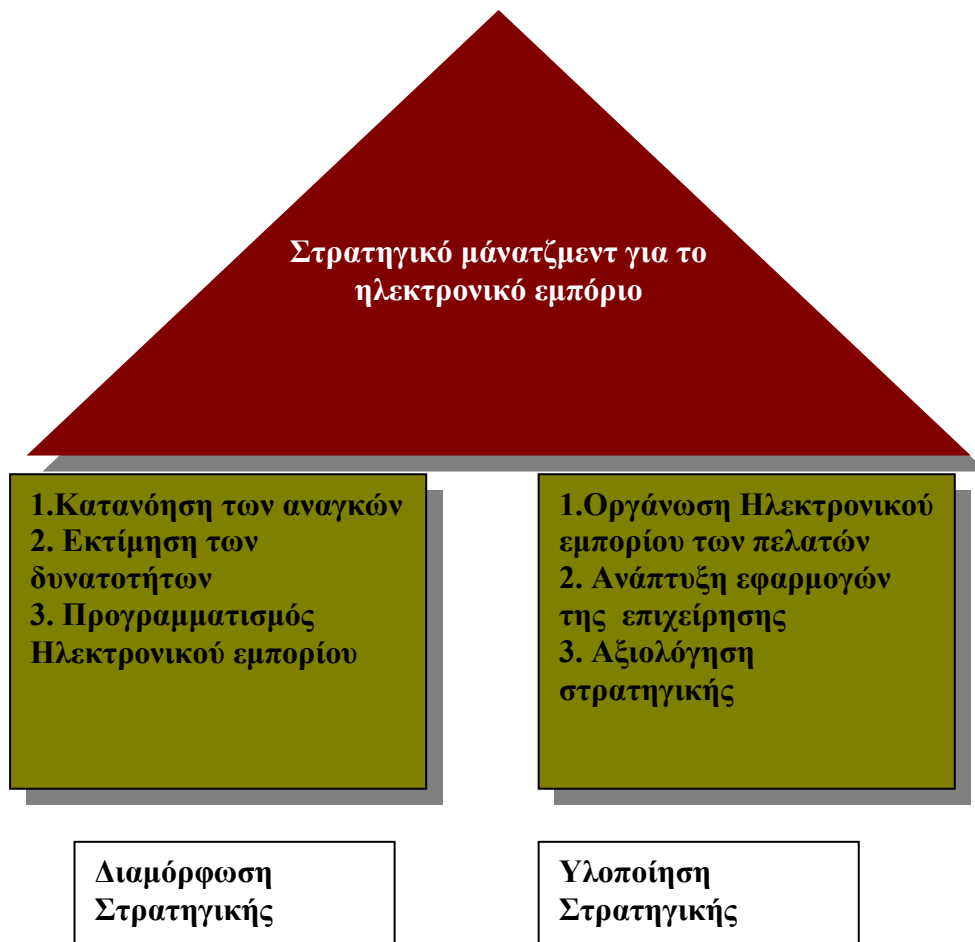 Στρατηγικό μάνατζμεντ για το
ηλεκτρονικό εμπόριο
1.Κατανόηση των αναγκών
2. Εκτίμηση των
δυνατοτήτων
3. Προγραμματισμός
Ηλεκτρονικού εμπορίου
1.Οργάνωση Ηλεκτρονικού
εμπορίου των πελατών
2. Ανάπτυξη εφαρμογών
της επιχείρησης
3. Αξιολόγηση
στρατηγικής
Διαμόρφωση
Στρατηγικής
Υλοποίηση
Στρατηγικής